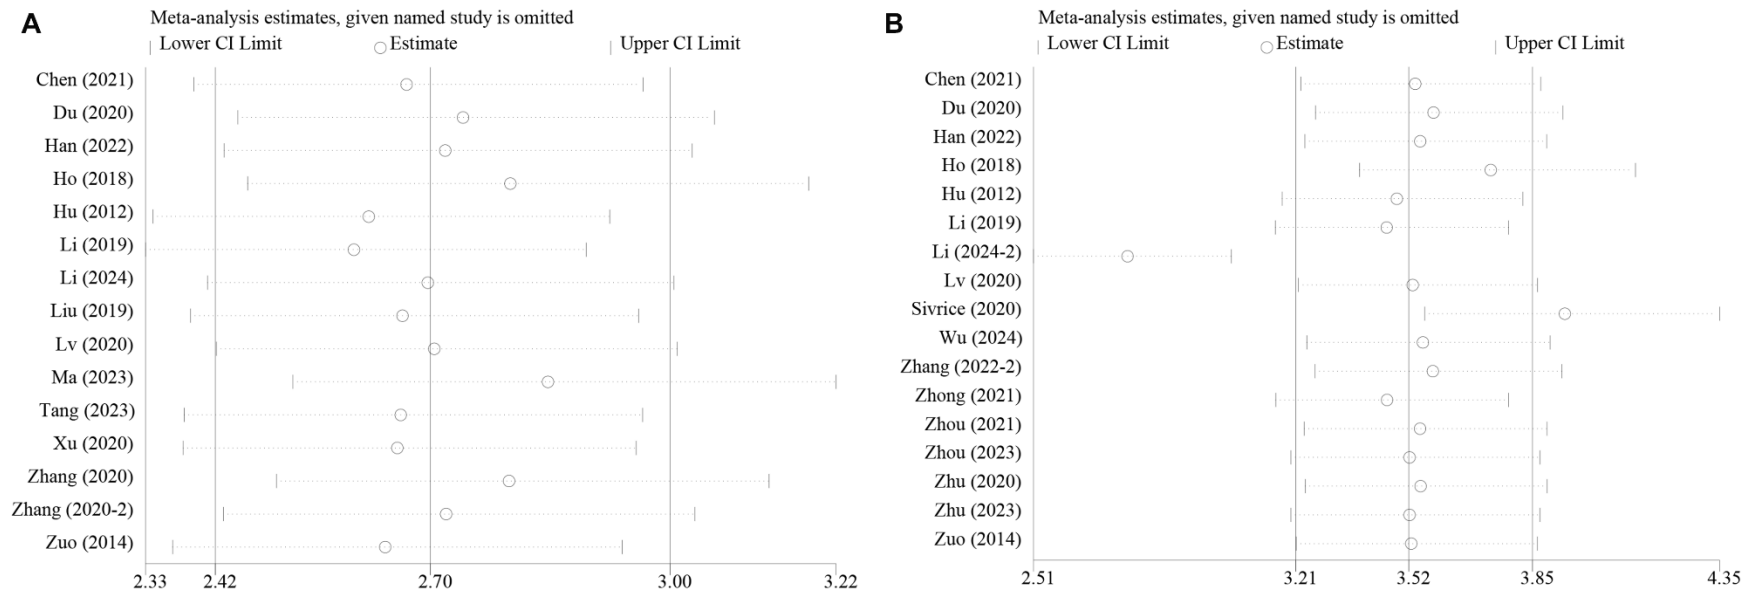 A
Meta-analysis estimates, given named study is omitted
Lower CI Limit
Estimate
Upper CI Limit
Chen (2021)
Du (2020)
Han (2022)
Ho (2018)
Hu (2012)
Li (2019)
Li (2024)
Liu (2019)
Lv (2020)
Ma (2023)
Tang (2023)
Xu (2020)
Zhang (2020)
Zhang (2020-2)
Zuo (2014)
2.33 2.42 2.70 3.00 3.22
B
Meta-analysis estimates, given named study is omitted
Lower CI Limit
Estimate
Upper CI Limit
Chen (2021)
Du (2020)
Han (2022)
Ho (2018)
Hu (2012)
Li (2019)
Li (2024-2)
Lv (2020)
Sivrice (2020)
Wu (2024)
Zhang (2022-2)
Zhong (2021)
Zhou (2021)
Zhou (2023)
Zhu (2020)
Zhu (2023)
Zuo (2014)
2.51 3.21 3.52 3.85 4.35